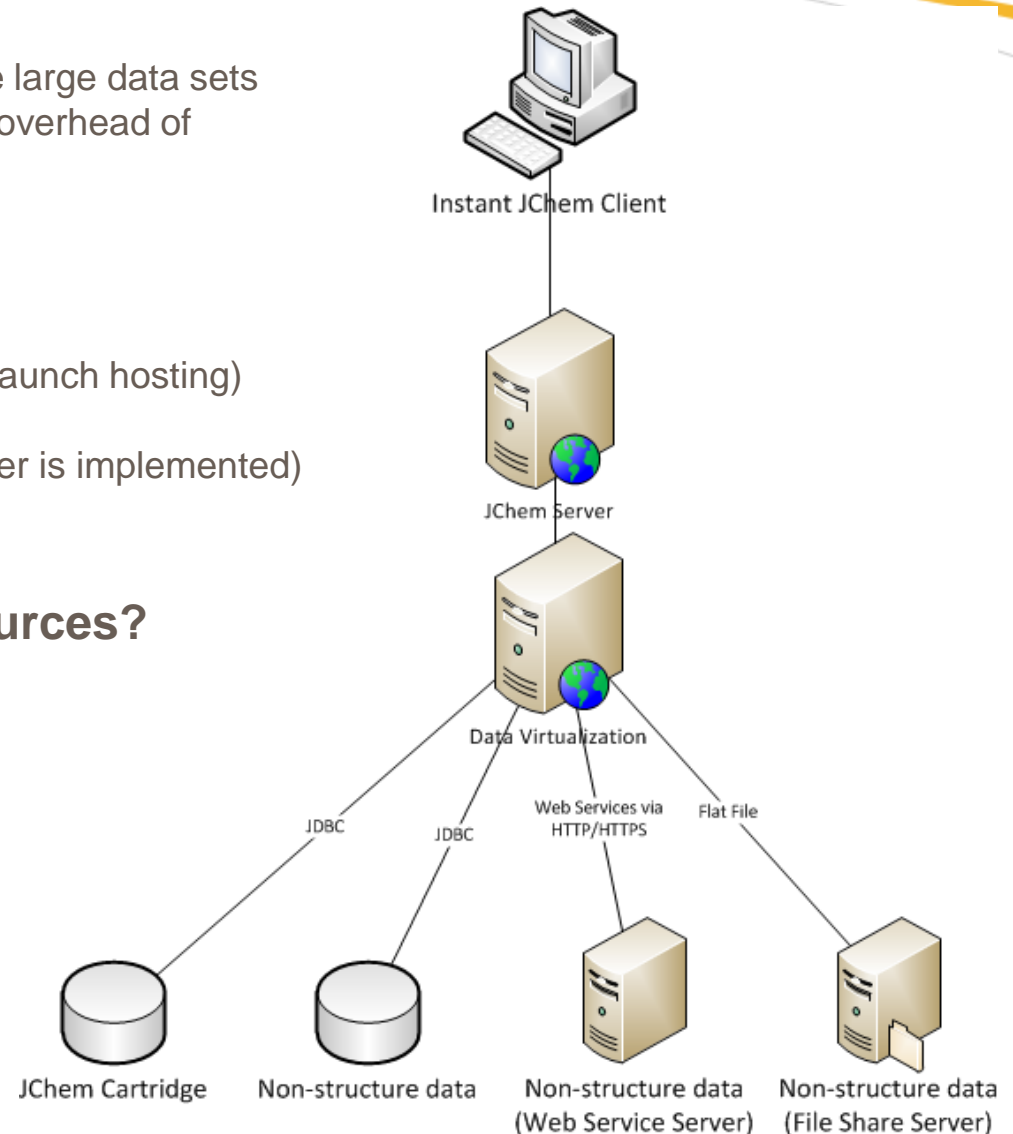 large data sets
overhead of
aunch hosting)
er is implemented)
urces?
Instant JChem Client
JChem Server
Data Virtualization
JDBC
JDBC
Web Services via
HTTP/HTTPS
Flat File
JChem Cartridge
Non-structure data
Non-structure data
(Web Service Server)
Non-structure data
(File Share Server)